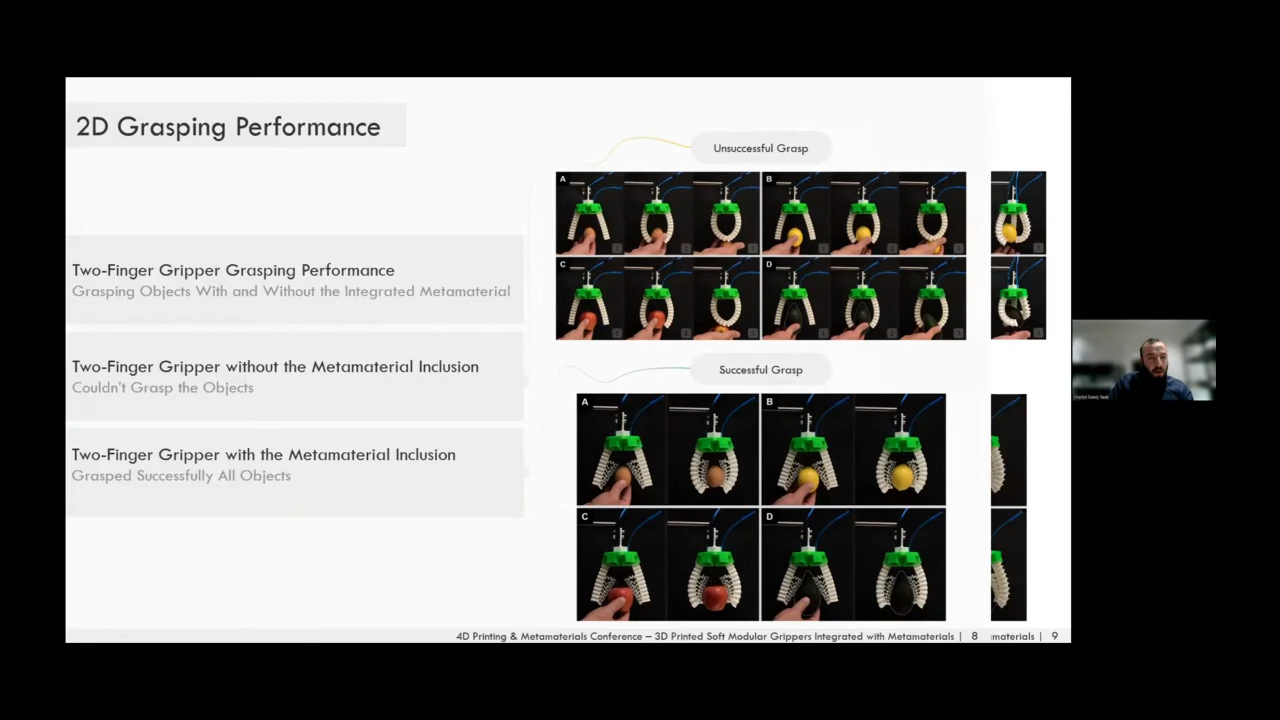 2D Grasping Performance
Two-Finger Gripper Grasping Performance
Grasping Objects With and Without the Integrated Metamaterial
Two-Finger Gripper without the Metamaterial Inclusion
Couldn't Grasp the Objects
Two-Finger Gripper with the Metamaterial Inclusion
Grasped Successfully All Objects
Unsuccessful Grasp
A
B
C
D
Successful Grasp
A
B
C
D
4D Printing & Metamaterials Conference – 3D Printed Soft Modular Grippers Integrated with Metamaterials | 8
materials | 9